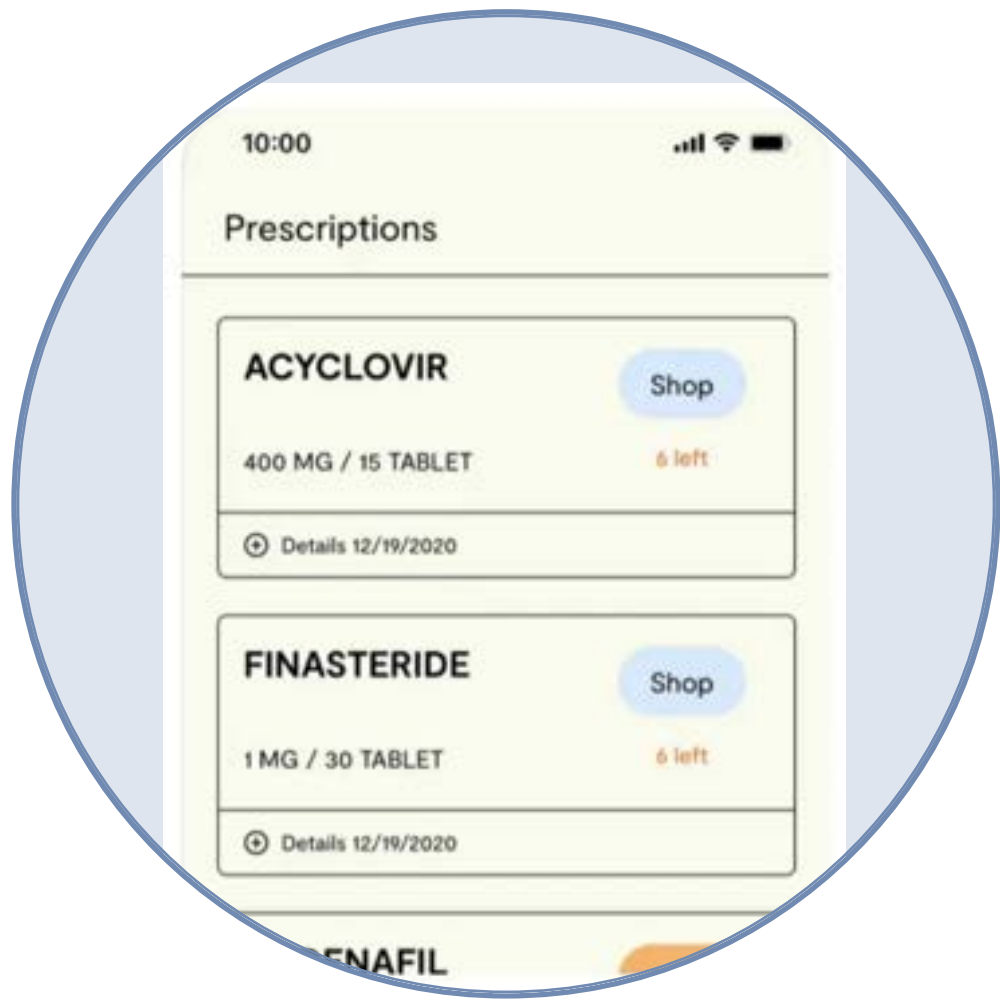 10:00
Prescriptions
ACYCLOVIR
Shop
400 MG / 15 TABLET
6 left
Details 12/19/2020
FINASTERIDE
Shop
1 MG / 30 TABLET
6 left
Details 12/19/2020